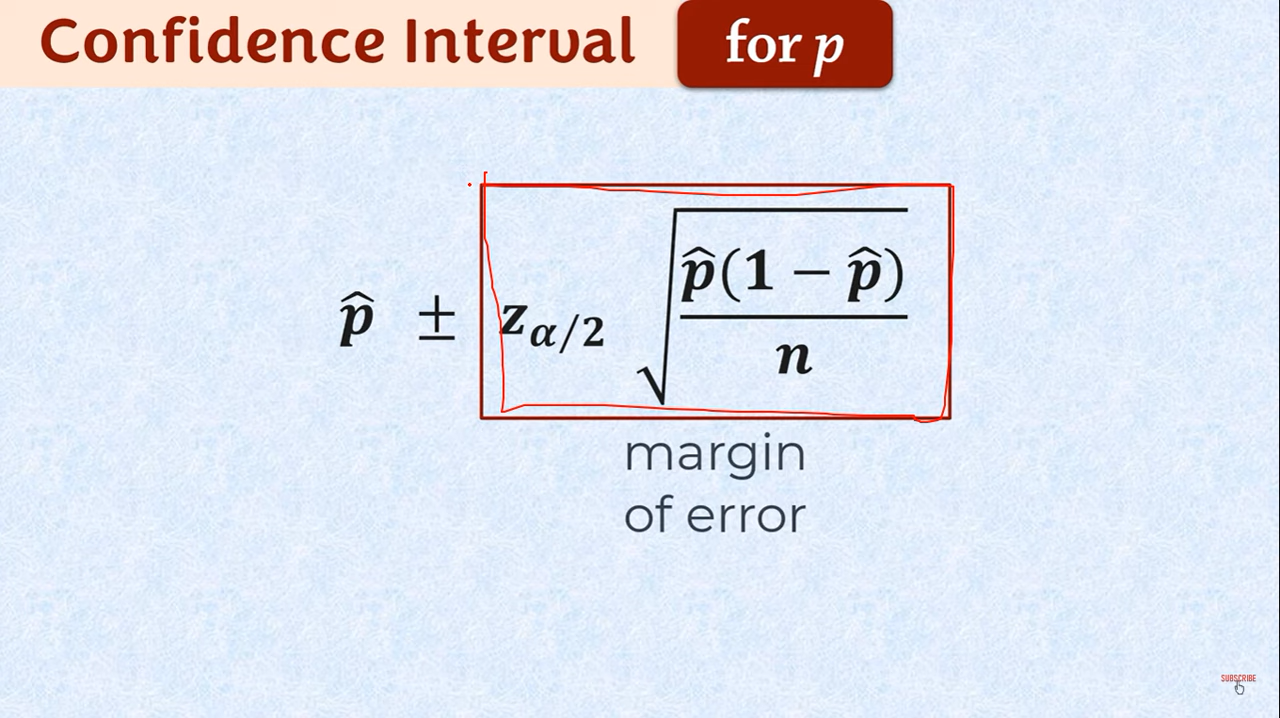 Confidence Interval for p
p̂ ± z_{α/2} √(p̂(1 − p̂)/n)
margin
of error
SUBSCRIBE